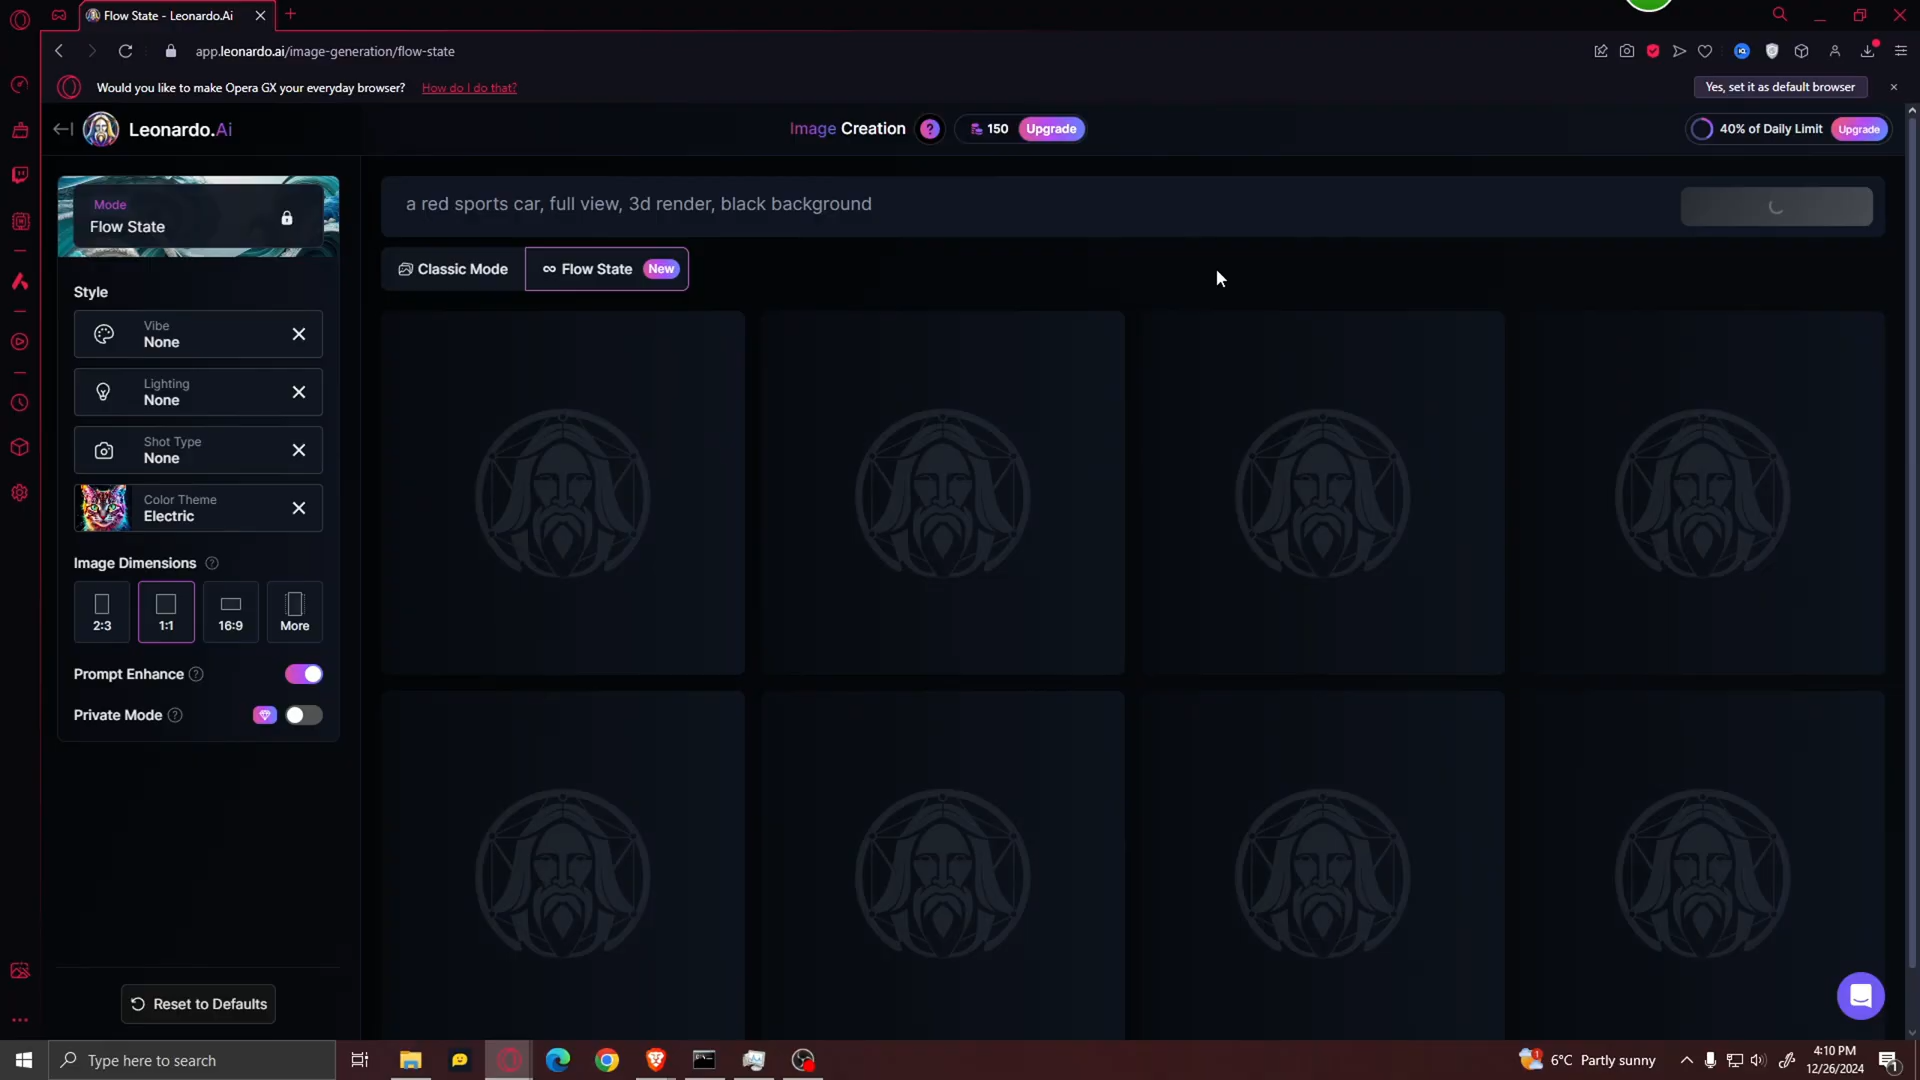 Flow State - Leonardo.Ai
app.leonardo.ai/image-generation/flow-state
Would you like to make Opera GX your everyday browser? How do I do that?
Yes, set it as default browser
Leonardo.Ai
Image Creation ? 150 Upgrade
40% of Daily Limit Upgrade
Mode
Flow State
a red sports car, full view, 3d render, black background
Classic Mode
Flow State New
Style
Vibe
None
Lighting
None
Shot Type
None
Color Theme
Electric
Image Dimensions ?
2:3
1:1
16:9
More
Prompt Enhance ?
Private Mode ?
Reset to Defaults
Type here to search
1
6°C Partly sunny
4:10 PM
12/26/2024
1